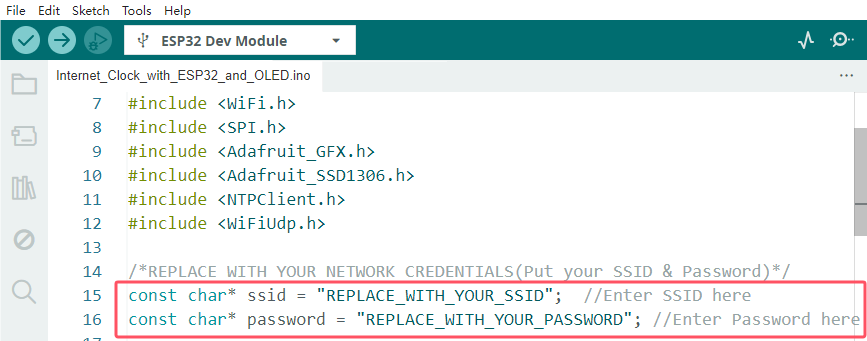 File Edit Sketch Tools Help
ESP32 Dev Module
Internet_Clock_with_ESP32_and_OLED.ino
7 #include <WiFi.h>
8 #include <SPI.h>
9 #include <Adafruit_GFX.h>
10 #include <Adafruit_SSD1306.h>
11 #include <NTPClient.h>
12 #include <WiFiUdp.h>
13
14 /*REPLACE WITH YOUR NETWORK CREDENTIALS(Put your SSID & Password)*/
15 const char* ssid = "REPLACE_WITH_YOUR_SSID";  //Enter SSID here
16 const char* password = "REPLACE_WITH_YOUR_PASSWORD"; //Enter Password here
17